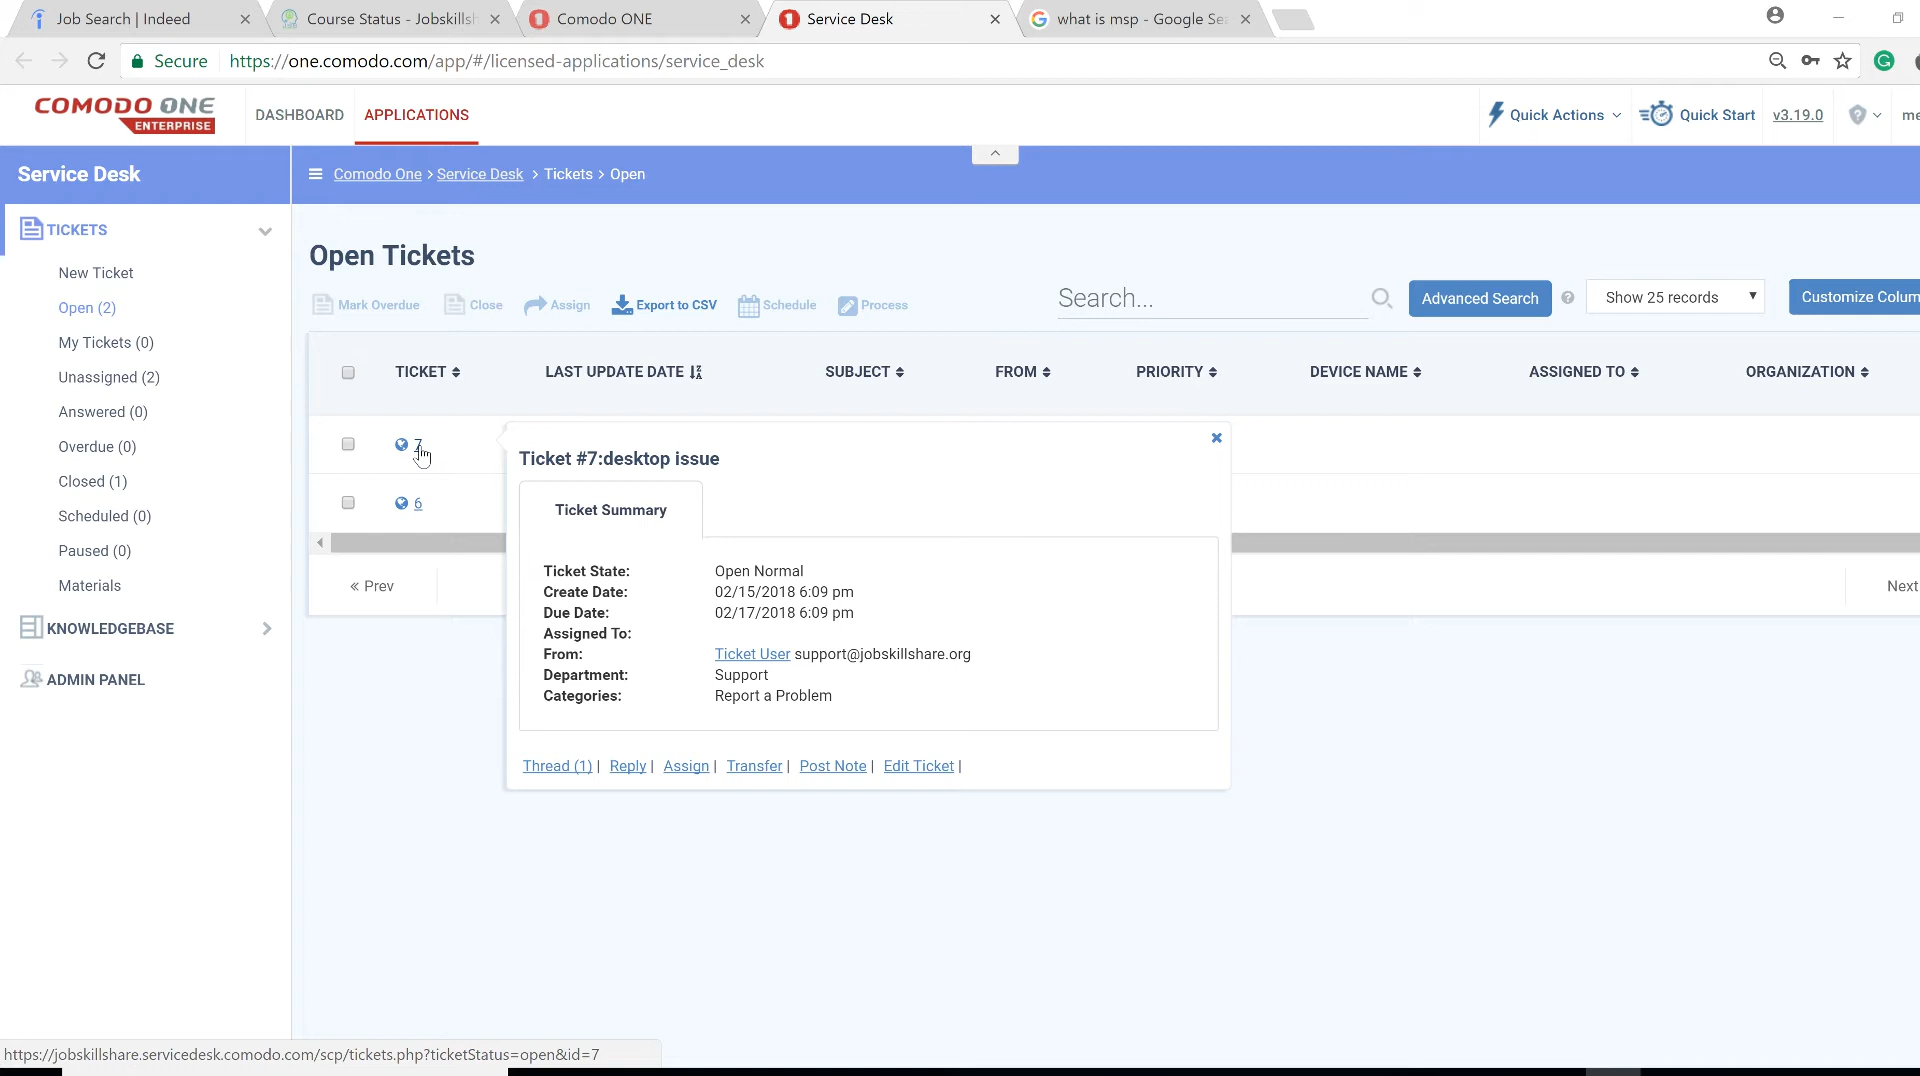 Job Search | Indeed
Course Status - Jobskillsh
Comodo ONE
Service Desk
what is msp - Google Sea
Secure
https://one.comodo.com/app/#/licensed-applications/service_desk
COMODO ONE
ENTERPRISE
DASHBOARD
APPLICATIONS
Quick Actions
Quick Start
v3.19.0
me
Service Desk
Comodo One > Service Desk > Tickets > Open
TICKETS
New Ticket
Open (2)
My Tickets (0)
Unassigned (2)
Answered (0)
Overdue (0)
Closed (1)
Scheduled (0)
Paused (0)
Materials
KNOWLEDGEBASE
ADMIN PANEL
Open Tickets
Mark Overdue
Close
Assign
Export to CSV
Schedule
Process
Search...
Advanced Search
Show 25 records
Customize Colum
TICKET
LAST UPDATE DATE
SUBJECT
FROM
PRIORITY
DEVICE NAME
ASSIGNED TO
ORGANIZATION
7
6
« Prev
Next
Ticket #7:desktop issue
Ticket Summary
Ticket State: Open Normal
Create Date: 02/15/2018 6:09 pm
Due Date: 02/17/2018 6:09 pm
Assigned To:
From: Ticket User support@jobskillshare.org
Department: Support
Categories: Report a Problem
Thread (1) | Reply | Assign | Transfer | Post Note | Edit Ticket |
https://jobskillshare.servicedesk.comodo.com/scp/tickets.php?ticketStatus=open&id=7